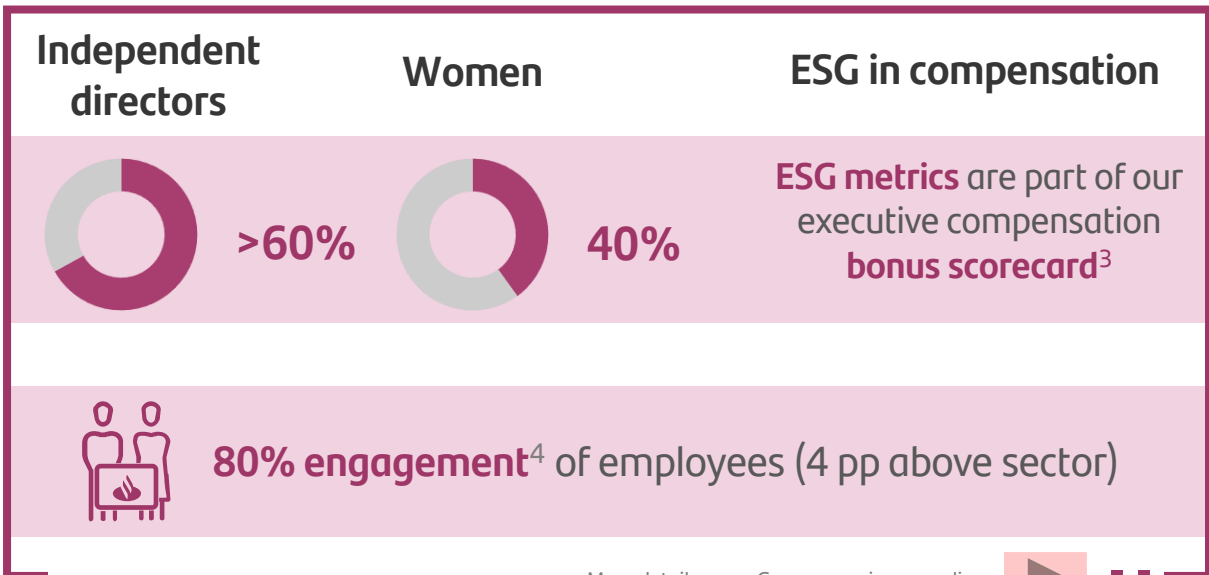 Independent
directors
Women
ESG in compensation
>60%
40%
ESG metrics are part of our
executive compensation
bonus scorecard³
80% engagement⁴ of employees (4 pp above sector)